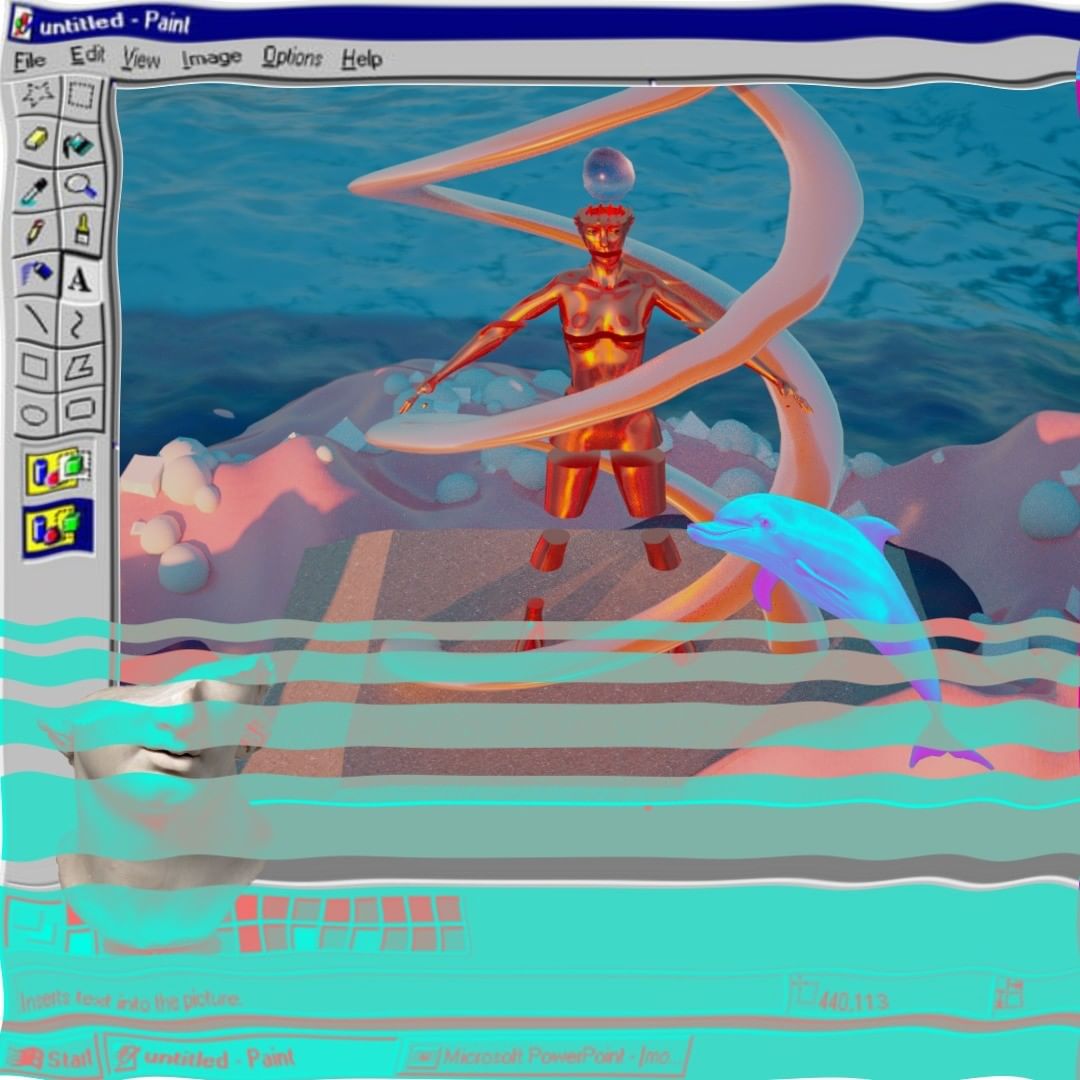 untitled - Paint
File Edit View Image Options Help
A
Inserts text into the picture.
440,113
Start untitled - Paint Microsoft PowerPoint - [mo...